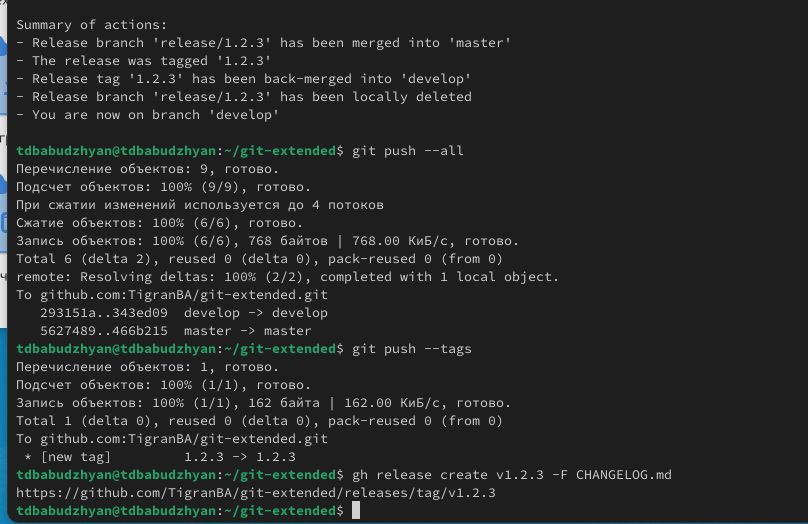 Summary of actions:
- Release branch 'release/1.2.3' has been merged into 'master'
- The release was tagged '1.2.3'
- Release tag '1.2.3' has been back-merged into 'develop'
- Release branch 'release/1.2.3' has been locally deleted
- You are now on branch 'develop'
tdbabudzhyan@tdbabudzhyan:~/git-extended$ git push --all
Перечисление объектов: 9, готово.
Подсчет объектов: 100% (9/9), готово.
При сжатии изменений используется до 4 потоков
Сжатие объектов: 100% (6/6), готово.
Запись объектов: 100% (6/6), 768 байтов | 768.00 КиБ/с, готово.
Total 6 (delta 2), reused 0 (delta 0), pack-reused 0 (from 0)
remote: Resolving deltas: 100% (2/2), completed with 1 local object.
To github.com:TigranBA/git-extended.git
   293151a..343ed09  develop -> develop
   5627489..466b215  master -> master
tdbabudzhyan@tdbabudzhyan:~/git-extended$ git push --tags
Перечисление объектов: 1, готово.
Подсчет объектов: 100% (1/1), готово.
Запись объектов: 100% (1/1), 162 байта | 162.00 КиБ/с, готово.
Total 1 (delta 0), reused 0 (delta 0), pack-reused 0 (from 0)
To github.com:TigranBA/git-extended.git
 * [new tag]         1.2.3 -> 1.2.3
tdbabudzhyan@tdbabudzhyan:~/git-extended$ gh release create v1.2.3 -F CHANGELOG.md
https://github.com/TigranBA/git-extended/releases/tag/v1.2.3
tdbabudzhyan@tdbabudzhyan:~/git-extended$